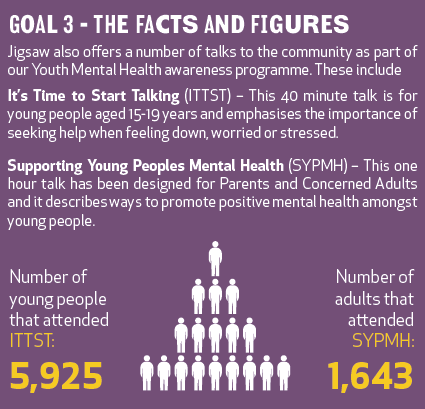 GOAL 3 - THE FACTS AND FIGURES
Jigsaw also offers a number of talks to the community as part of
our Youth Mental Health awareness programme. These include
It's Time to Start Talking (ITTST) – This 40 minute talk is for
young people aged 15-19 years and emphasises the importance of
seeking help when feeling down, worried or stressed.
Supporting Young Peoples Mental Health (SYPMH) – This one
hour talk has been designed for Parents and Concerned Adults
and it describes ways to promote positive mental health amongst
young people.
Number of
young people
that attended
ITTST:
5,925
Number of
adults that
attended
SYPMH:
1,643